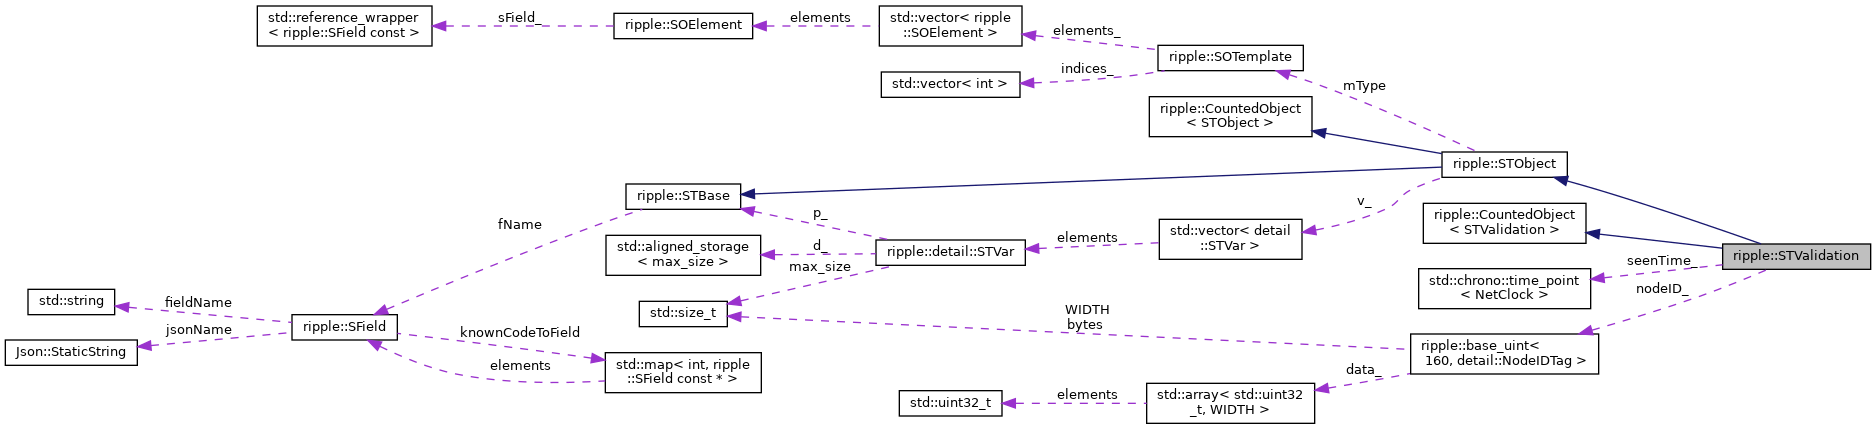 std::reference_wrapper
< ripple::SField const >
sField_
ripple::SOElement
elements
std::vector< ripple
::SOElement >
elements_
ripple::SOTemplate
std::vector< int >
indices_
mType
ripple::CountedObject
< STObject >
ripple::STObject
ripple::STBase
p_
v_
fName
std::aligned_storage
< max_size >
d_
ripple::detail::STVar
elements
std::vector< detail
::STVar >
ripple::CountedObject
< STValidation >
ripple::STValidation
max_size
seenTime_
std::chrono::time_point
< NetClock >
nodeID_
std::string
fieldName
std::size_t
WIDTH
bytes
ripple::SField
jsonName
Json::StaticString
knownCodeToField
elements
std::map< int, ripple
::SField const * >
ripple::base_uint<
160, detail::NodeIDTag >
data_
std::uint32_t
elements
std::array< std::uint32
_t, WIDTH >